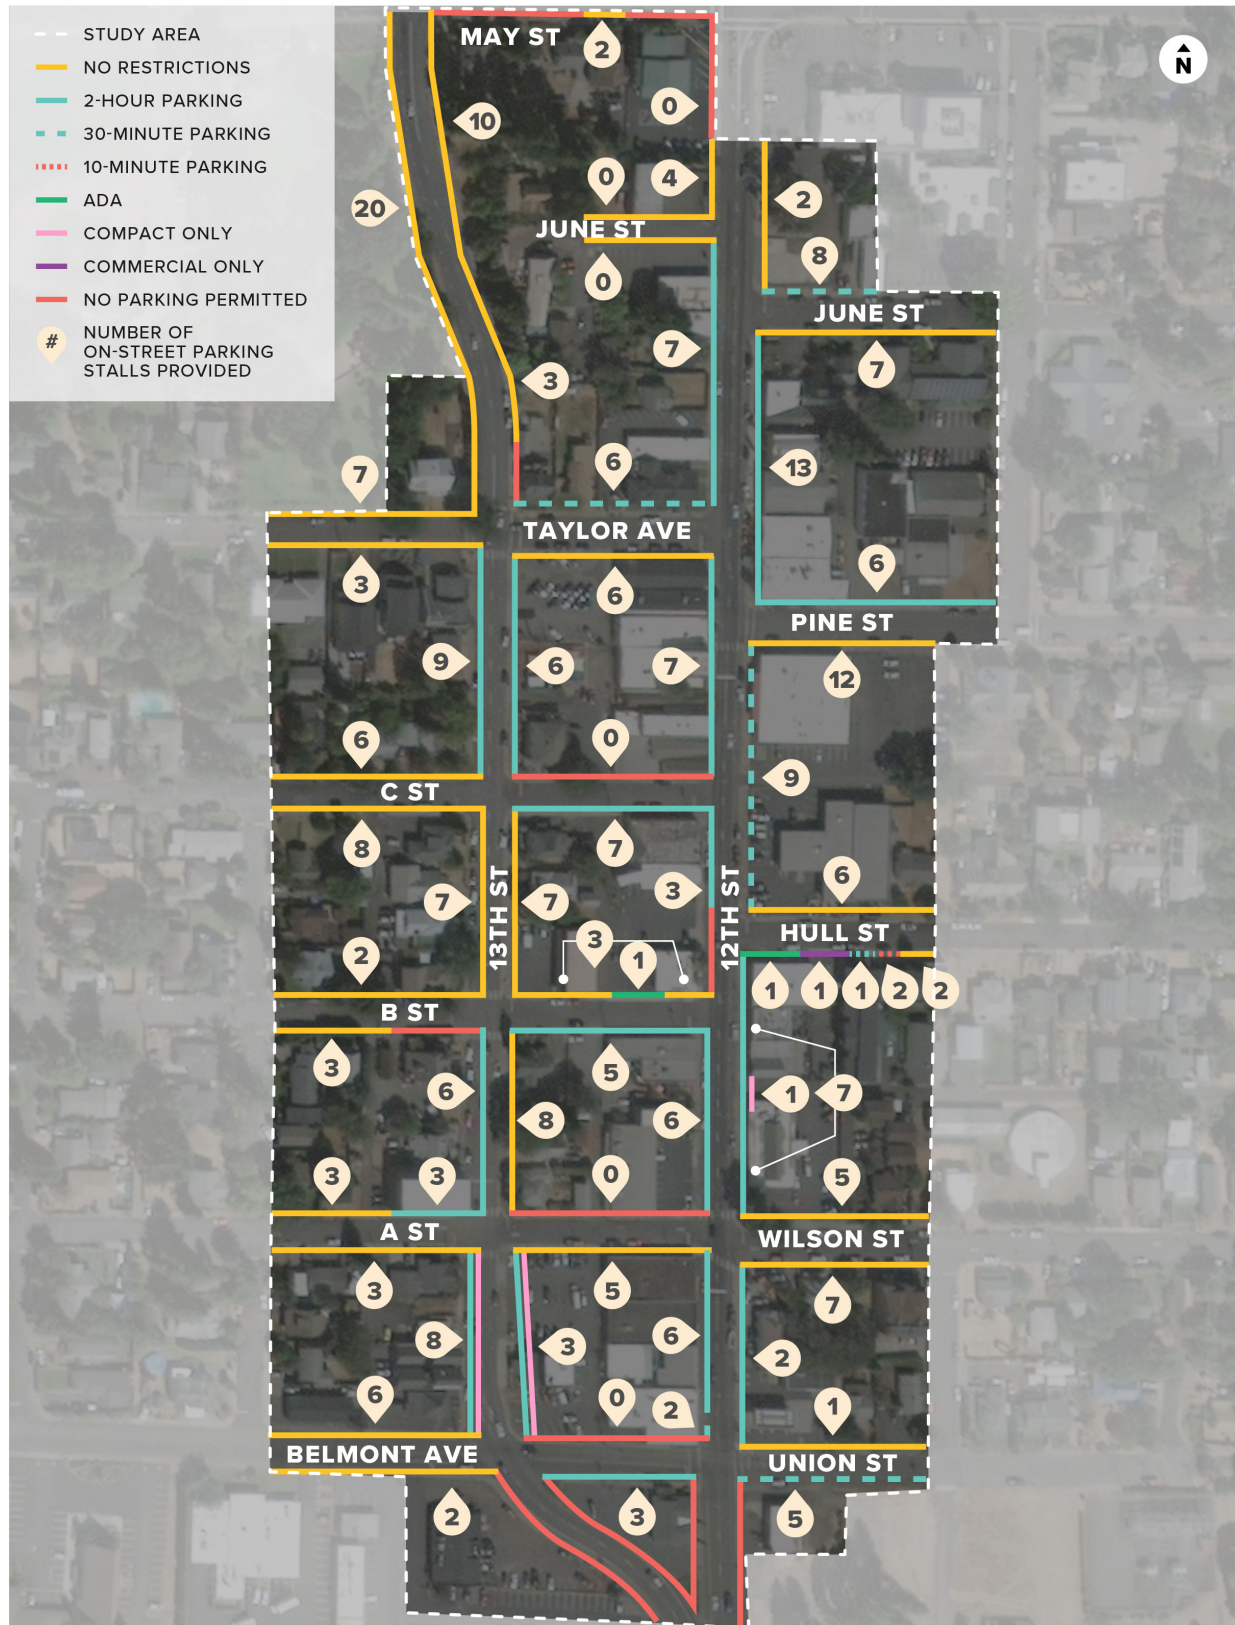 STUDY AREA
NO RESTRICTIONS
2-HOUR PARKING
30-MINUTE PARKING
10-MINUTE PARKING
ADA
COMPACT ONLY
COMMERCIAL ONLY
NO PARKING PERMITTED
#
NUMBER OF
ON-STREET PARKING
STALLS PROVIDED
N
MAY ST
2
0
10
0
4
2
20
JUNE ST
8
0
JUNE ST
7
7
3
6
13
7
TAYLOR AVE
6
3
6
PINE ST
9
6
7
12
6
0
9
C ST
8
7
7
3
6
7
2
3
1
13TH ST
12TH ST
HULL ST
1
1
1
2
2
B ST
3
5
6
1
7
8
6
3
3
0
5
A ST
WILSON ST
3
5
7
8
3
6
2
6
0
2
1
BELMONT AVE
UNION ST
2
3
5